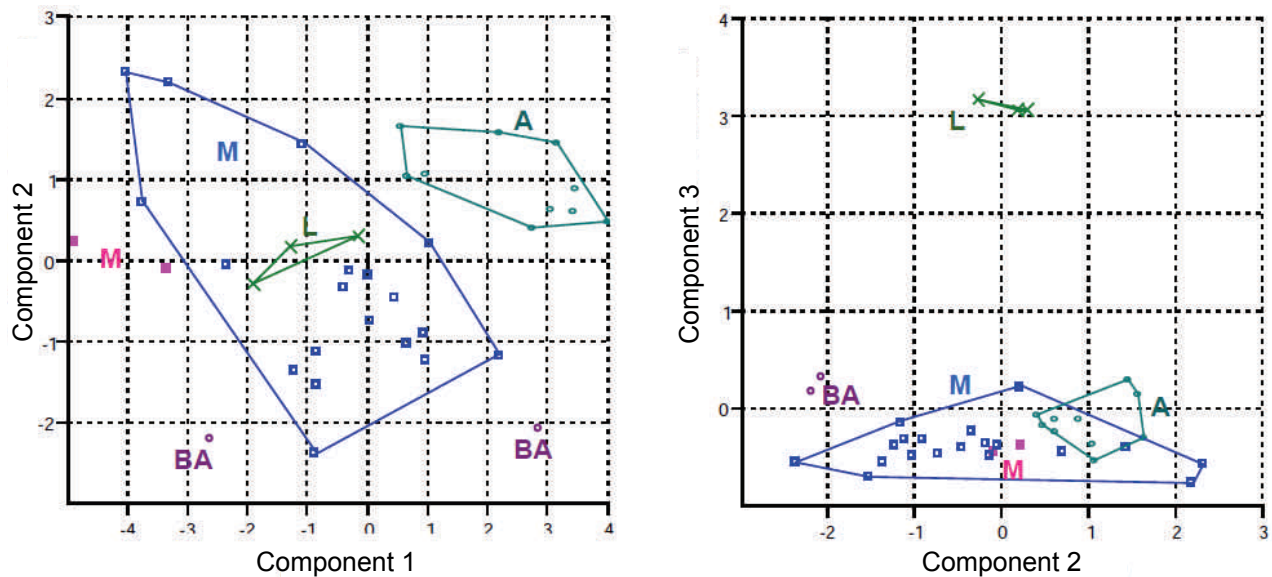 3
2
1
0
-1
-2
-4 -3 -2 -1 0 1 2 3 4
Component 2
Component 1
M
A
L
M
BA
BA
4
3
2
1
0
-2 -1 0 1 2 3
Component 3
Component 2
L
M
A
BA
M